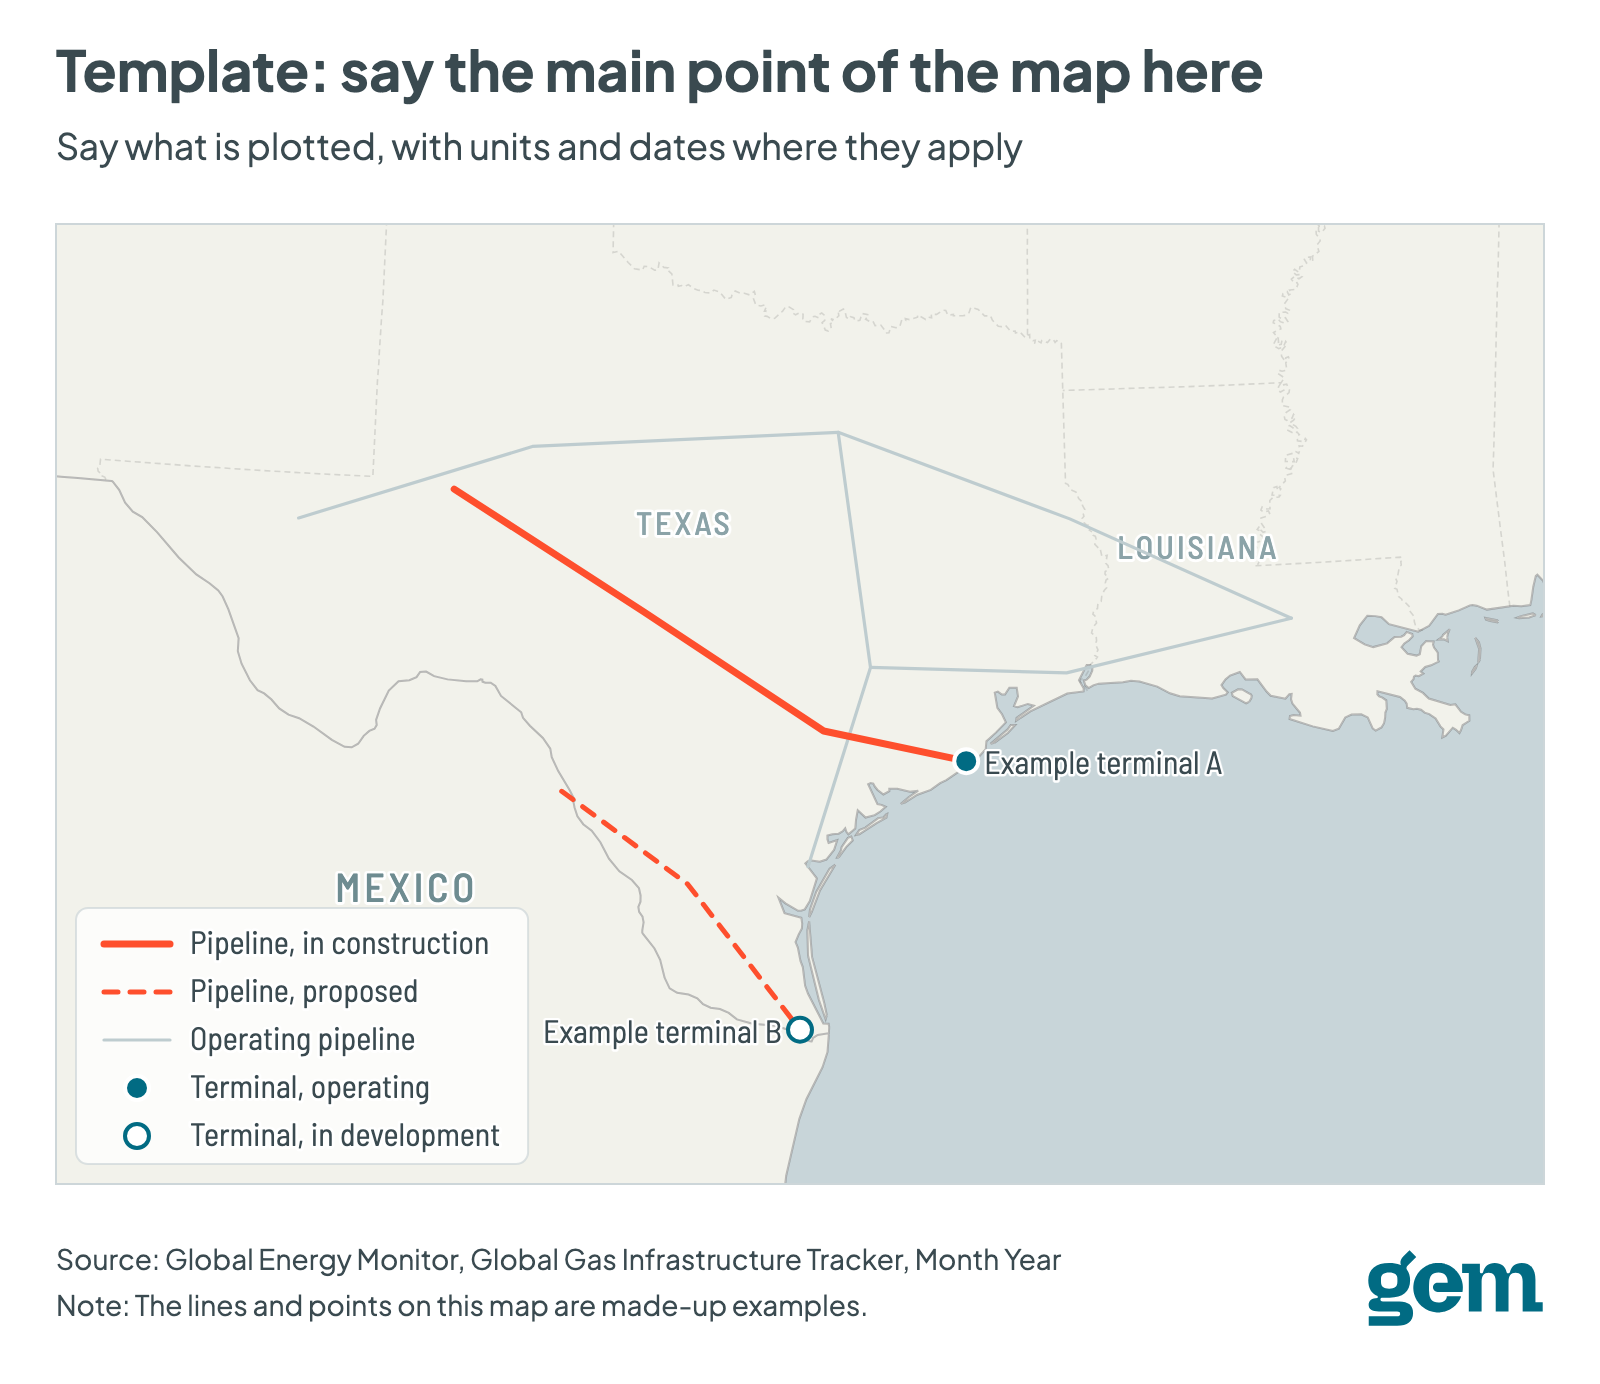 Template: say the main point of the map here
Say what is plotted, with units and dates where they apply
TEXAS
LOUISIANA
Example terminal A
MEXICO
Pipeline, in construction
Pipeline, proposed
Operating pipeline
Terminal, operating
Terminal, in development
Example terminal B
Source: Global Energy Monitor, Global Gas Infrastructure Tracker, Month Year
Note: The lines and points on this map are made-up examples.
gem